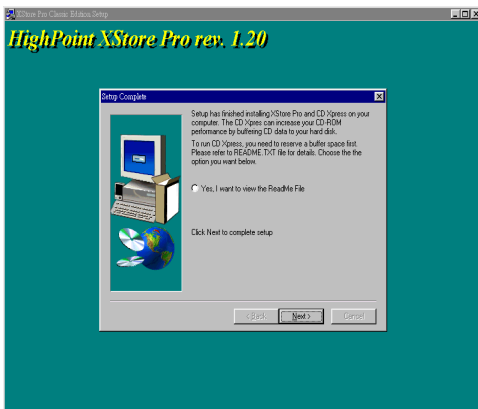 XStore Pro Classic Edition Setup
HighPoint XStore Pro rev. 1.20
Setup Complete
Setup has finished installing XStore Pro and CD Xpress on your
computer. The CD Xpres can increase your CD-ROM
performance by buffering CD data to your hard disk.
To run CD Xpress, you need to reserve a buffer space first.
Please refer to README.TXT file for details. Choose the the
option you want below.
Yes, I want to view the ReadMe File
Click Next to complete setup
< Back
Next >
Cancel